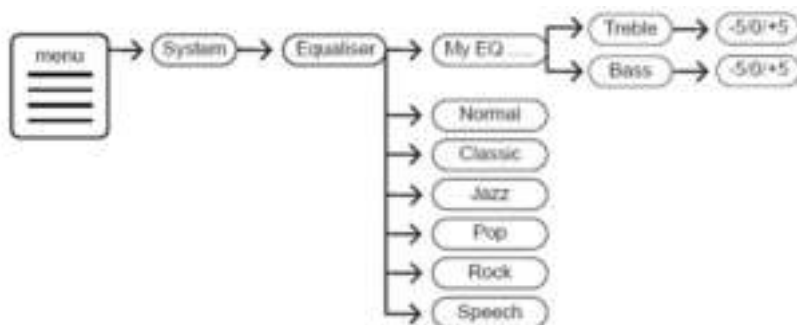 Treble -5/0/+5
menu System Equaliser My EQ .....
Bass -5/0/+5
Normal
Classic
Jazz
Pop
Rock
Speech